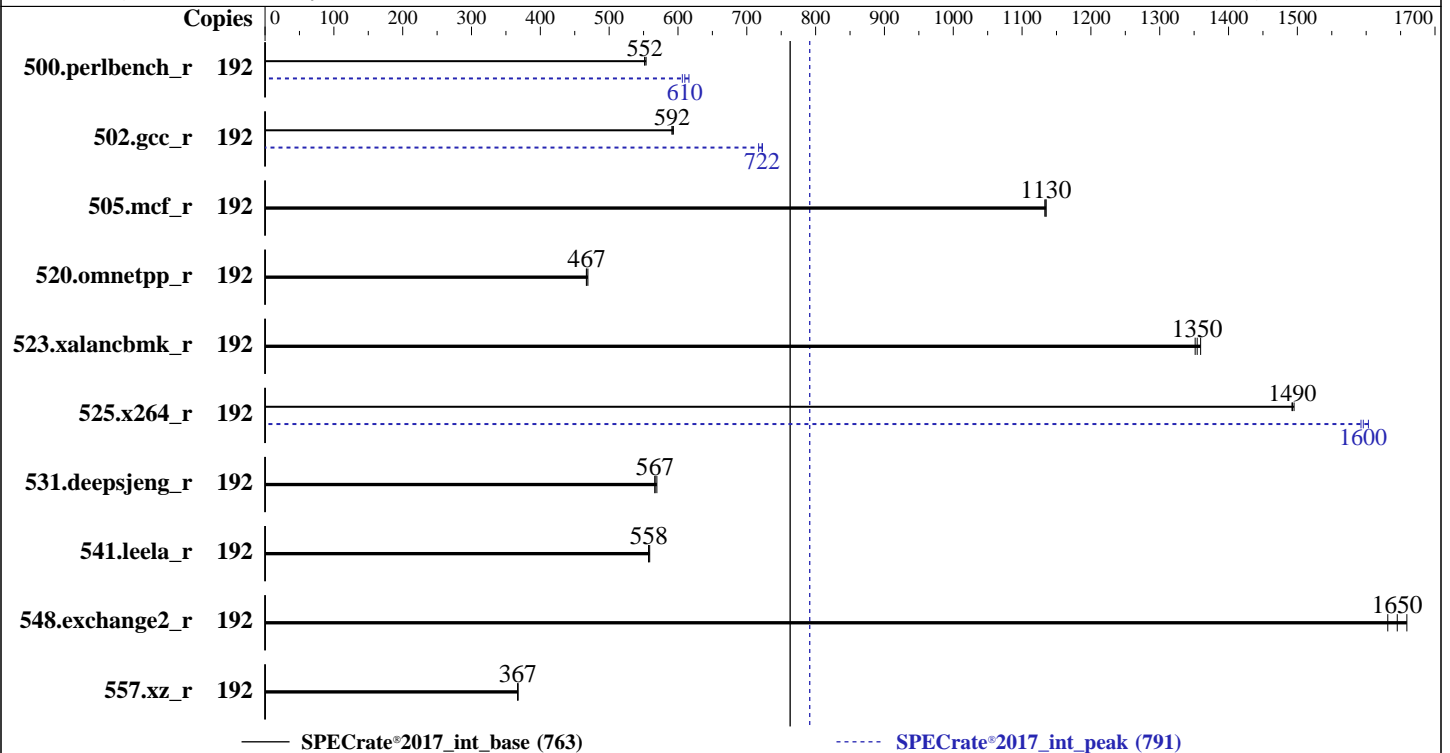 Copies 0 100 200 300 400 500 600 700 800 900 1000 1100 1200 1300 1400 1500 1700
500.perlbench_r 192 552
610
502.gcc_r 192 592
722
505.mcf_r 192 1130
520.omnetpp_r 192 467
523.xalancbmk_r 192 1350
525.x264_r 192 1490
1600
531.deepsjeng_r 192 567
541.leela_r 192 558
548.exchange2_r 192 1650
557.xz_r 192 367
SPECrate®2017_int_base (763) SPECrate®2017_int_peak (791)